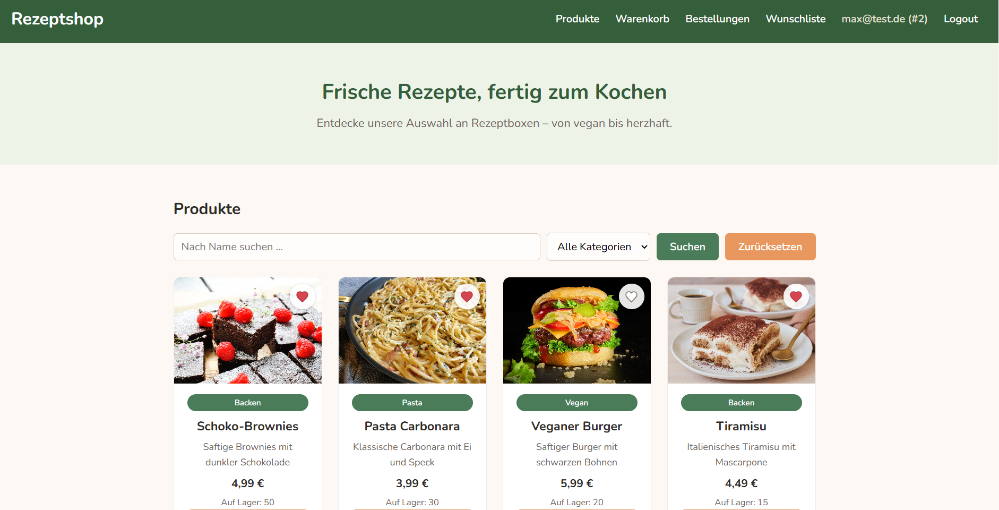 Rezeptshop
Produkte Warenkorb Bestellungen Wunschliste max@test.de (#2) Logout
Frische Rezepte, fertig zum Kochen
Entdecke unsere Auswahl an Rezeptboxen – von vegan bis herzhaft.
Produkte
Nach Name suchen ...
Alle Kategorien
Suchen
Zurücksetzen
Backen
Schoko-Brownies
Saftige Brownies mit
dunkler Schokolade
4,99 €
Auf Lager: 50
Pasta
Pasta Carbonara
Klassische Carbonara mit Ei
und Speck
3,99 €
Auf Lager: 30
Vegan
Veganer Burger
Saftiger Burger mit
schwarzen Bohnen
5,99 €
Auf Lager: 20
Backen
Tiramisu
Italienisches Tiramisu mit
Mascarpone
4,49 €
Auf Lager: 15